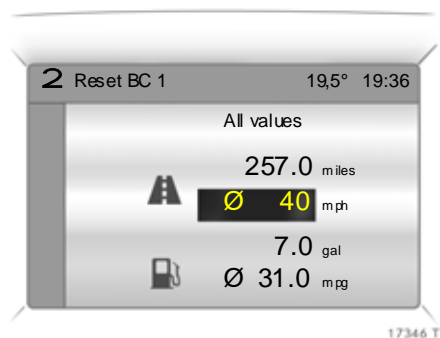 2 Reset BC 1 19,5° 19:36
All values
257.0 miles
Ø 40 mph
7.0 gal
Ø 31.0 mpg
17346 T